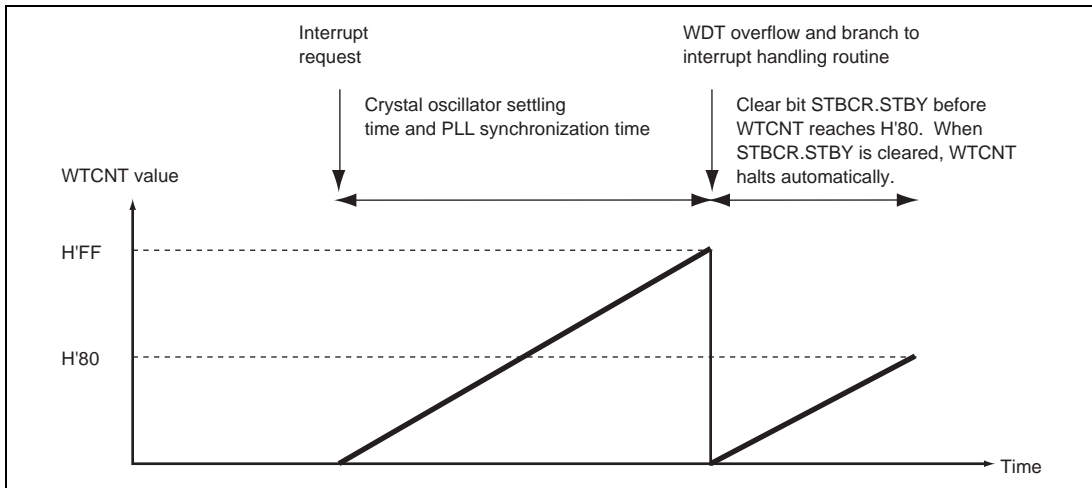 Interrupt
request
WDT overflow and branch to
interrupt handling routine
Crystal oscillator settling
time and PLL synchronization time
Clear bit STBCR.STBY before
WTCNT reaches H'80.  When
STBCR.STBY is cleared, WTCNT
halts automatically.
WTCNT value
H'FF
H'80
Time